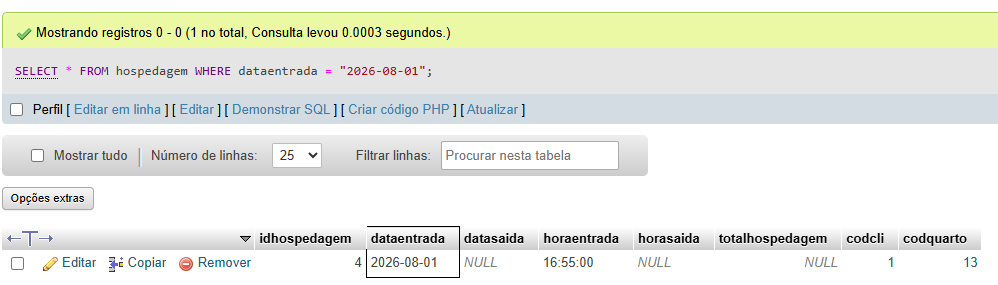 Mostrando registros 0 - 0 (1 no total, Consulta levou 0.0003 segundos.)
SELECT * FROM hospedagem WHERE dataentrada = "2026-08-01";
Perfil [ Editar em linha ] [ Editar ] [ Demonstrar SQL ] [ Criar código PHP ] [ Atualizar ]
Mostrar tudo Número de linhas: 25 Filtrar linhas: Procurar nesta tabela
Opções extras
←T→ idhospedagem dataentrada datasaida horaentrada horasaida totalhospedagem codcli codquarto
Editar Copiar Remover 4 2026-08-01 NULL 16:55:00 NULL NULL 1 13